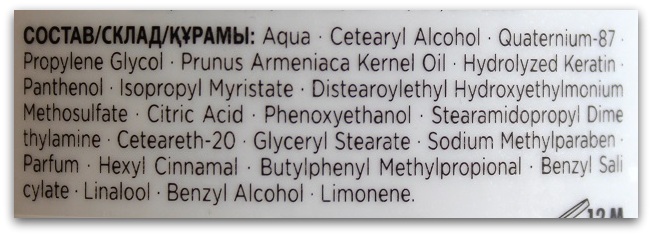 СОСТАВ/СКЛАД/ҚҰРАМЫ: Aqua · Cetearyl Alcohol · Quaternium-87 ·
Propylene Glycol · Prunus Armeniaca Kernel Oil · Hydrolyzed Keratin ·
Panthenol · Isopropyl Myristate · Distearoylethyl Hydroxyethylmonium
Methosulfate · Citric Acid · Phenoxyethanol · Stearamidopropyl Dime
thylamine · Ceteareth-20 · Glyceryl Stearate · Sodium Methylparaben ·
Parfum · Hexyl Cinnamal · Butylphenyl Methylpropional · Benzyl Sali
cylate · Linalool · Benzyl Alcohol · Limonene.
12 M